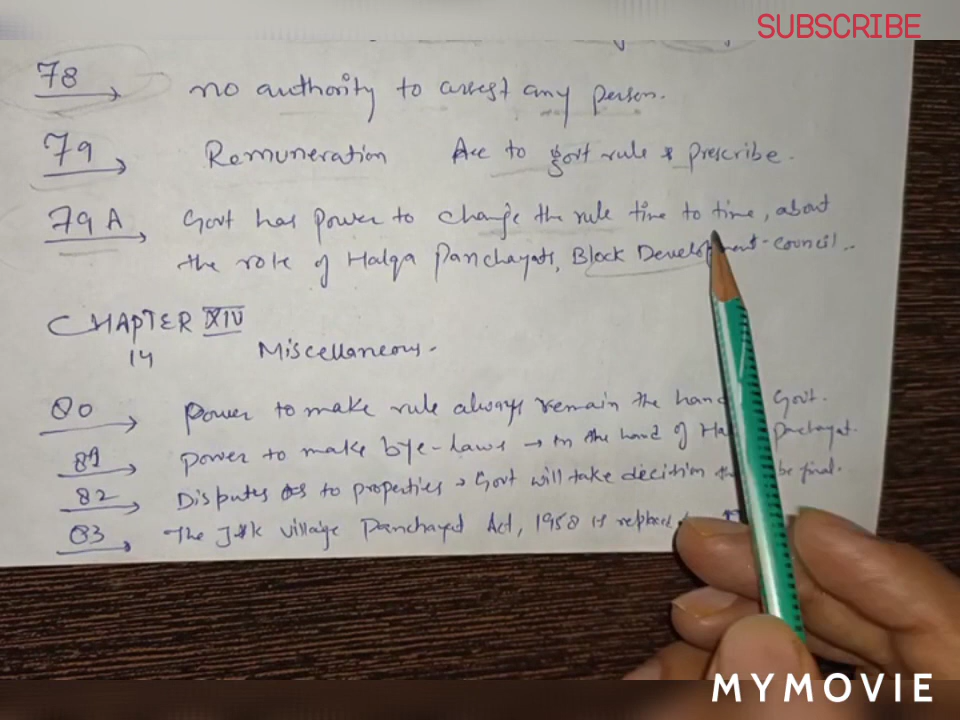 SUBSCRIBE
78 → no authority to arrest any person.
79 → Remuneration Acc to govt rule & prescribe.
79 A → Govt has power to change the rule time to time, about
the role of Halqa Panchayats, Block Development-council..
CHAPTER XIV
14 Miscellaneous.
80 → Power to make rule always remain the hand Govt.
81 → Power to make bye-laws → In the hand of Panchayat.
82 → Disputes as to properties → Govt will take decision be final.
83 → The J&k village Panchayat Act, 1958 is
MYMOVIE